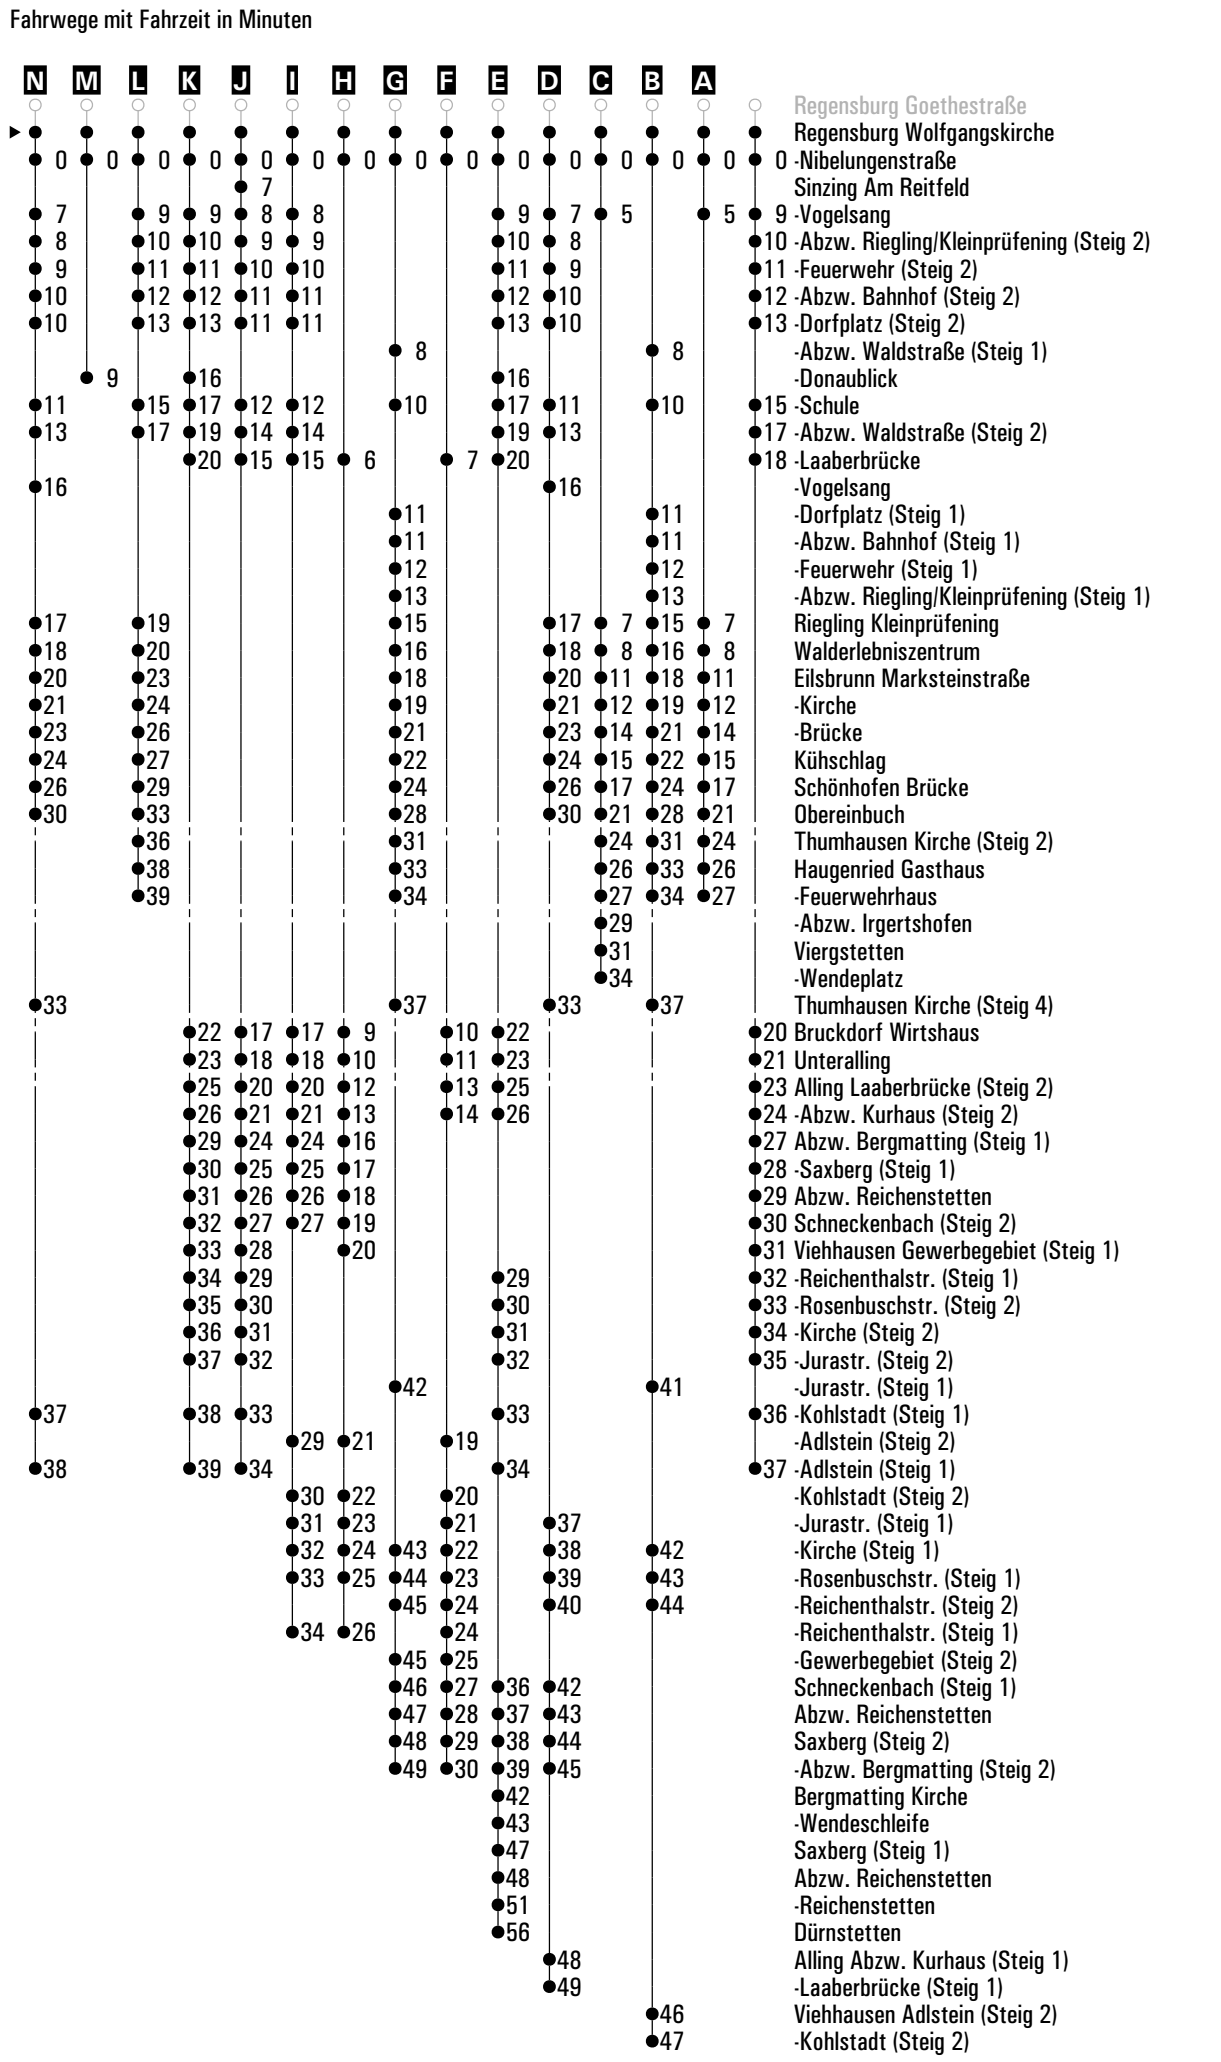 Fahrwege mit Fahrzeit in Minuten
N M L K J I H G F E D C B A
Regensburg Goethestraße
Regensburg Wolfgangskirche
0 0 0 0 0 0 0 0 0 0 0 0 0 0 0 -Nibelungenstraße
7 Sinzing Am Reitfeld
7 9 9 8 8 9 7 5 5 9 -Vogelsang
8 10 10 9 9 10 8 10 -Abzw. Riegling/Kleinprüfening (Steig 2)
9 11 11 10 10 11 9 11 -Feuerwehr (Steig 2)
10 12 12 11 11 12 10 12 -Abzw. Bahnhof (Steig 2)
10 13 13 11 11 13 10 13 -Dorfplatz (Steig 2)
8 8 -Abzw. Waldstraße (Steig 1)
9 16 16 -Donaublick
11 15 17 12 12 10 17 11 10 15 -Schule
13 17 19 14 14 19 13 17 -Abzw. Waldstraße (Steig 2)
20 15 15 6 7 20 18 -Laaberbrücke
16 16 -Vogelsang
11 11 -Dorfplatz (Steig 1)
11 11 -Abzw. Bahnhof (Steig 1)
12 12 -Feuerwehr (Steig 1)
13 13 -Abzw. Riegling/Kleinprüfening (Steig 1)
17 19 15 17 7 15 7 Riegling Kleinprüfening
18 20 16 18 8 16 8 Walderlebniszentrum
20 23 18 20 11 18 11 Eilsbrunn Marksteinstraße
21 24 19 21 12 19 12 -Kirche
23 26 21 23 14 21 14 -Brücke
24 27 22 24 15 22 15 Kühschlag
26 29 24 26 17 24 17 Schönhofen Brücke
30 33 28 30 21 28 21 Obereinbuch
36 31 24 31 24 Thumhausen Kirche (Steig 2)
38 33 26 33 26 Haugenried Gasthaus
39 34 27 34 27 -Feuerwehrhaus
29 -Abzw. Irgertshofen
31 Viergstetten
34 -Wendeplatz
33 37 33 37 Thumhausen Kirche (Steig 4)
22 17 17 9 10 22 20 Bruckdorf Wirtshaus
23 18 18 10 11 23 21 Unteralling
25 20 20 12 13 25 23 Alling Laaberbrücke (Steig 2)
26 21 21 13 14 26 24 -Abzw. Kurhaus (Steig 2)
29 24 24 16 27 Abzw. Bergmatting (Steig 1)
30 25 25 17 28 -Saxberg (Steig 1)
31 26 26 18 29 Abzw. Reichenstetten
32 27 27 19 30 Schneckenbach (Steig 2)
33 28 20 31 Viehhausen Gewerbegebiet (Steig 1)
34 29 29 32 -Reichenthalstr. (Steig 1)
35 30 30 33 -Rosenbuschstr. (Steig 2)
36 31 31 34 -Kirche (Steig 2)
37 32 32 35 -Jurastr. (Steig 2)
42 41 -Jurastr. (Steig 1)
37 38 33 33 36 -Kohlstadt (Steig 1)
29 21 19 -Adlstein (Steig 2)
38 39 34 34 37 -Adlstein (Steig 1)
30 22 20 -Kohlstadt (Steig 2)
31 23 21 37 -Jurastr. (Steig 1)
32 24 43 22 38 42 -Kirche (Steig 1)
33 25 44 23 39 43 -Rosenbuschstr. (Steig 1)
45 24 40 44 -Reichenthalstr. (Steig 2)
34 26 24 -Reichenthalstr. (Steig 1)
45 25 -Gewerbegebiet (Steig 2)
46 27 36 42 Schneckenbach (Steig 1)
47 28 37 43 Abzw. Reichenstetten
48 29 38 44 Saxberg (Steig 2)
49 30 39 45 -Abzw. Bergmatting (Steig 2)
42 Bergmatting Kirche
43 -Wendeschleife
47 Saxberg (Steig 1)
48 Abzw. Reichenstetten
51 -Reichenstetten
56 Dürnstetten
48 Alling Abzw. Kurhaus (Steig 1)
49 -Laaberbrücke (Steig 1)
46 Viehhausen Adlstein (Steig 2)
47 -Kohlstadt (Steig 2)